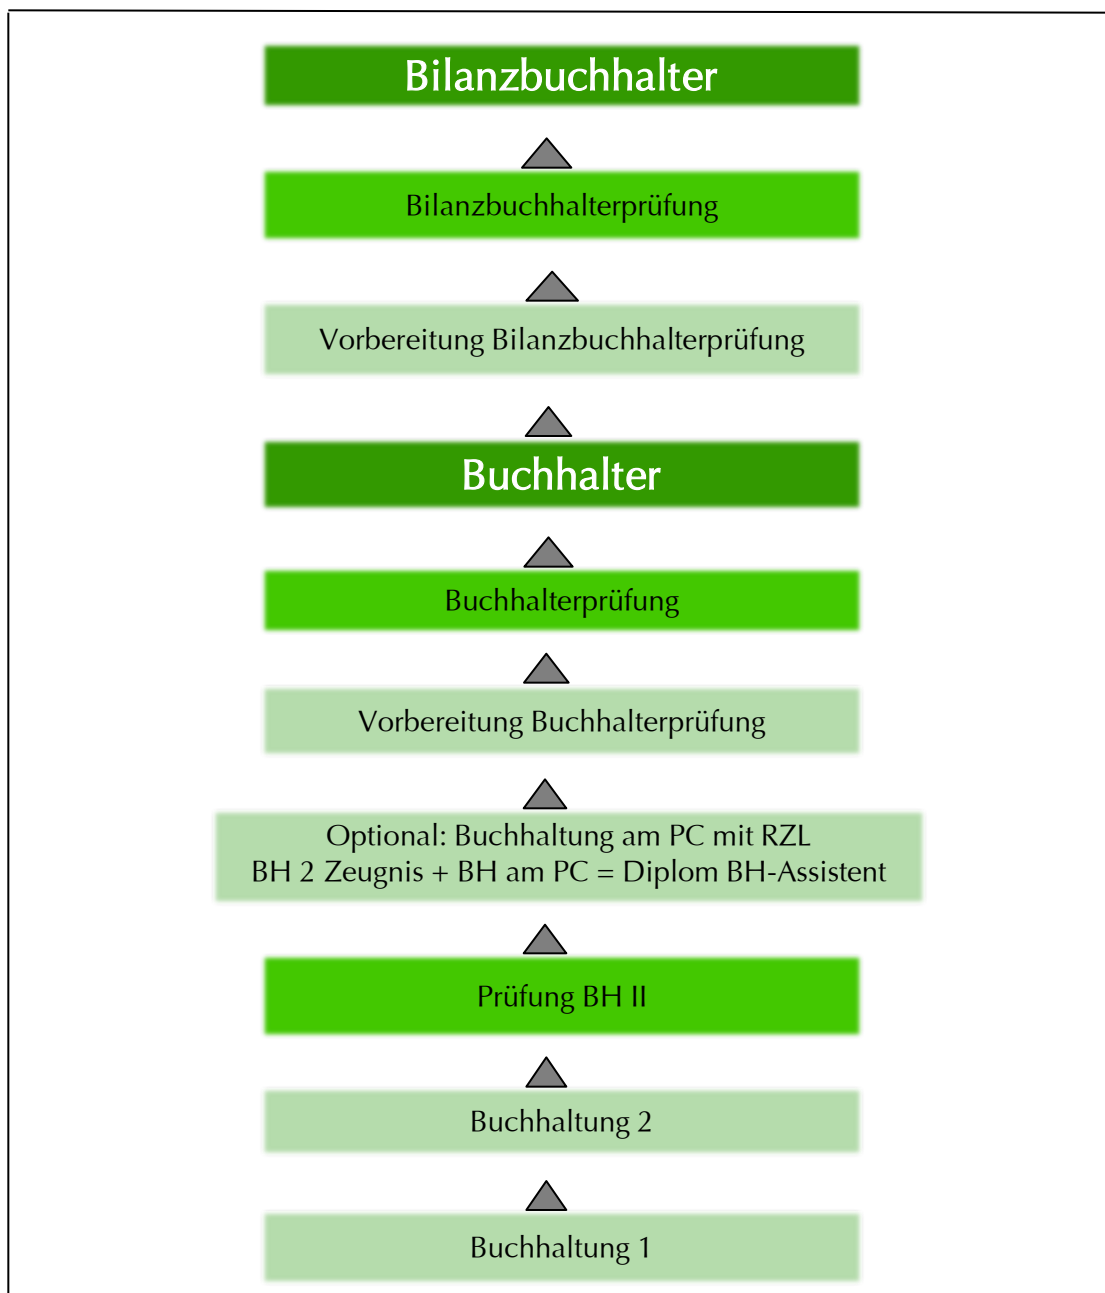 Bilanzbuchhalter
Bilanzbuchhalterprüfung
Vorbereitung Bilanzbuchhalterprüfung
Buchhalter
Buchhalterprüfung
Vorbereitung Buchhalterprüfung
Optional: Buchhaltung am PC mit RZL
BH 2 Zeugnis + BH am PC = Diplom BH-Assistent
Prüfung BH II
Buchhaltung 2
Buchhaltung 1